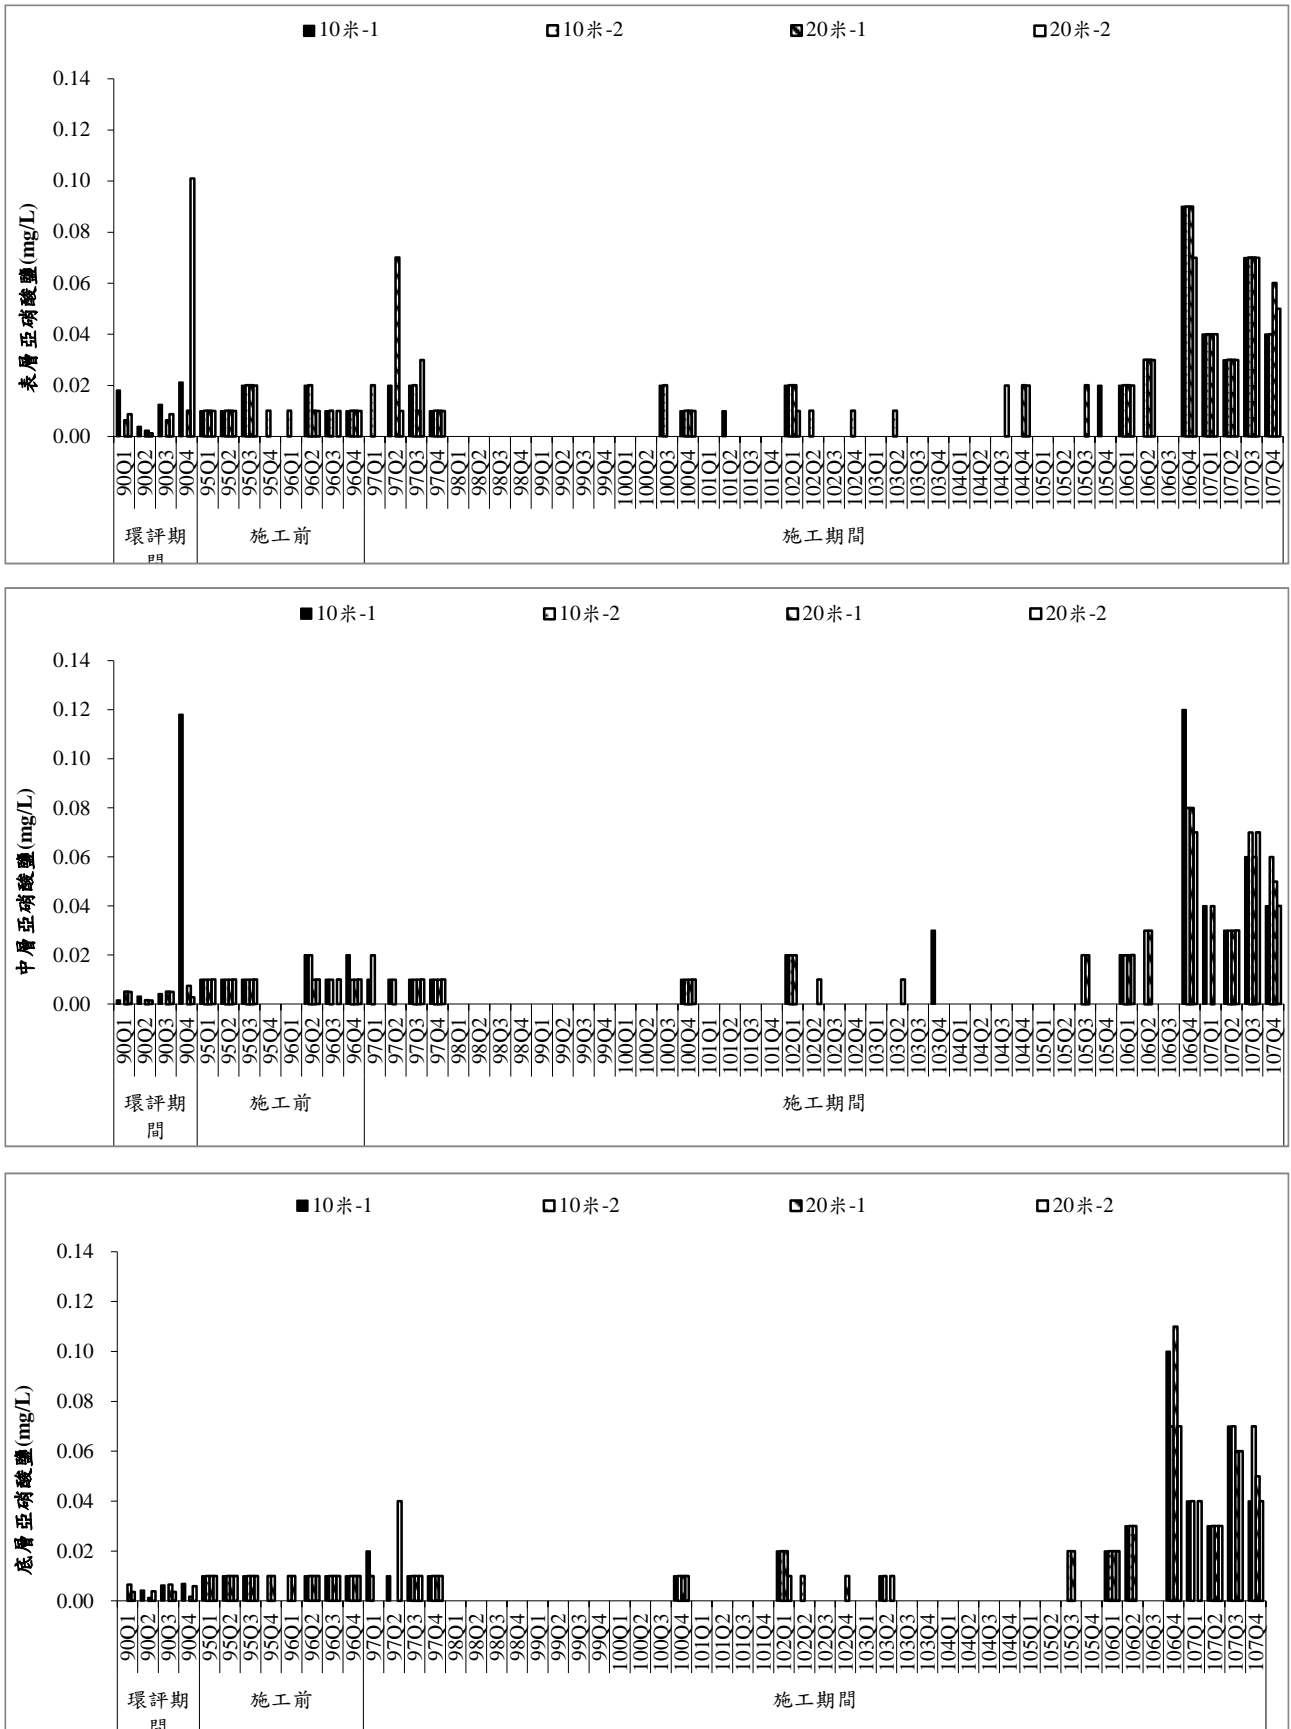 10米-1 10米-2 20米-1 20米-2
表層亞硝酸鹽(mg/L)
0.14
0.12
0.10
0.08
0.06
0.04
0.02
0.00
90Q1 90Q2 90Q3 90Q4 95Q1 95Q2 95Q3 95Q4 96Q1 96Q2 96Q3 96Q4 97Q1 97Q2 97Q3 97Q4 98Q1 98Q2 98Q3 98Q4 99Q1 99Q2 99Q3 99Q4 100Q1 100Q2 100Q3 100Q4 101Q1 101Q2 101Q3 101Q4 102Q1 102Q2 102Q3 102Q4 103Q1 103Q2 103Q3 103Q4 104Q1 104Q2 104Q3 104Q4 105Q1 105Q2 105Q3 105Q4 106Q1 106Q2 106Q3 106Q4 107Q1 107Q2 107Q3 107Q4
環評期 施工前 施工期間
間
10米-1 10米-2 20米-1 20米-2
中層亞硝酸鹽(mg/L)
0.14
0.12
0.10
0.08
0.06
0.04
0.02
0.00
90Q1 90Q2 90Q3 90Q4 95Q1 95Q2 95Q3 95Q4 96Q1 96Q2 96Q3 96Q4 97Q1 97Q2 97Q3 97Q4 98Q1 98Q2 98Q3 98Q4 99Q1 99Q2 99Q3 99Q4 100Q1 100Q2 100Q3 100Q4 101Q1 101Q2 101Q3 101Q4 102Q1 102Q2 102Q3 102Q4 103Q1 103Q2 103Q3 103Q4 104Q1 104Q2 104Q3 104Q4 105Q1 105Q2 105Q3 105Q4 106Q1 106Q2 106Q3 106Q4 107Q1 107Q2 107Q3 107Q4
環評期 施工前 施工期間
間
10米-1 10米-2 20米-1 20米-2
底層亞硝酸鹽(mg/L)
0.14
0.12
0.10
0.08
0.06
0.04
0.02
0.00
90Q1 90Q2 90Q3 90Q4 95Q1 95Q2 95Q3 95Q4 96Q1 96Q2 96Q3 96Q4 97Q1 97Q2 97Q3 97Q4 98Q1 98Q2 98Q3 98Q4 99Q1 99Q2 99Q3 99Q4 100Q1 100Q2 100Q3 100Q4 101Q1 101Q2 101Q3 101Q4 102Q1 102Q2 102Q3 102Q4 103Q1 103Q2 103Q3 103Q4 104Q1 104Q2 104Q3 104Q4 105Q1 105Q2 105Q3 105Q4 106Q1 106Q2 106Q3 106Q4 107Q1 107Q2 107Q3 107Q4
環評期 施工前 施工期間
間